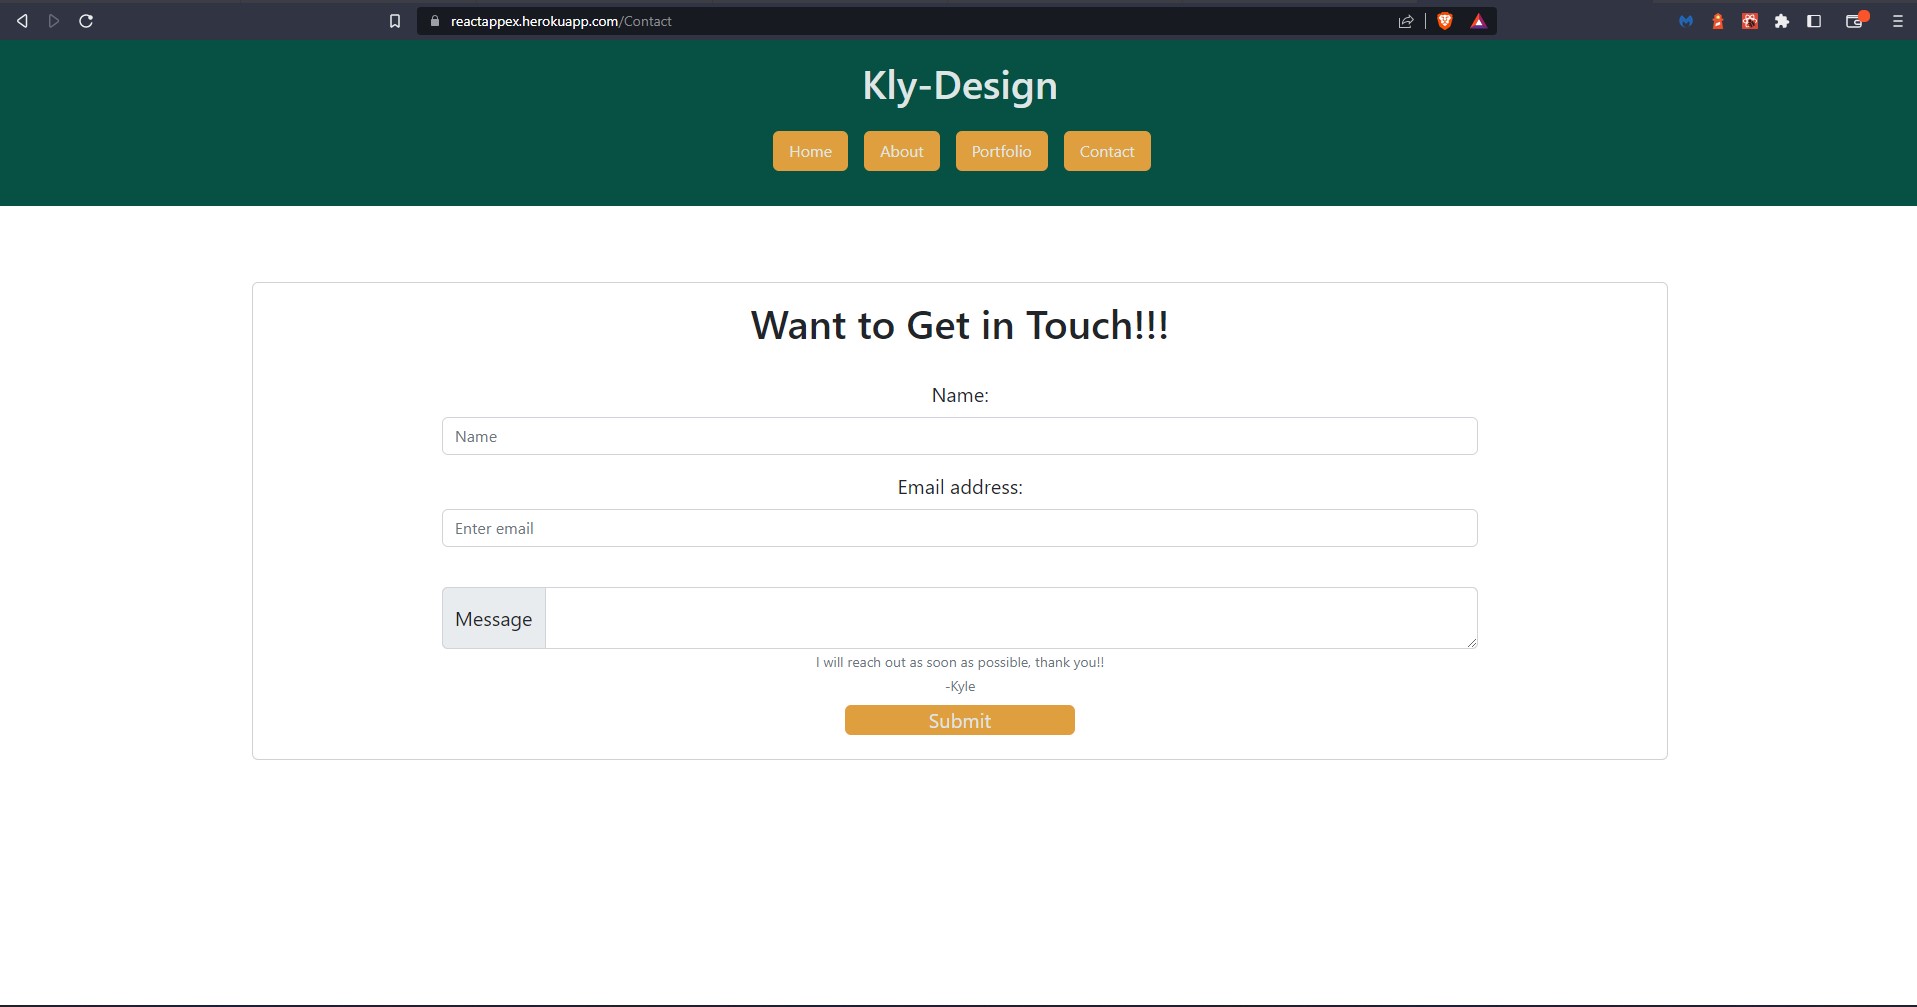 reactappex.herokuapp.com/Contact
Kly-Design
Home About Portfolio Contact
Want to Get in Touch!!!
Name:
Name
Email address:
Enter email
Message
I will reach out as soon as possible, thank you!!
-Kyle
Submit